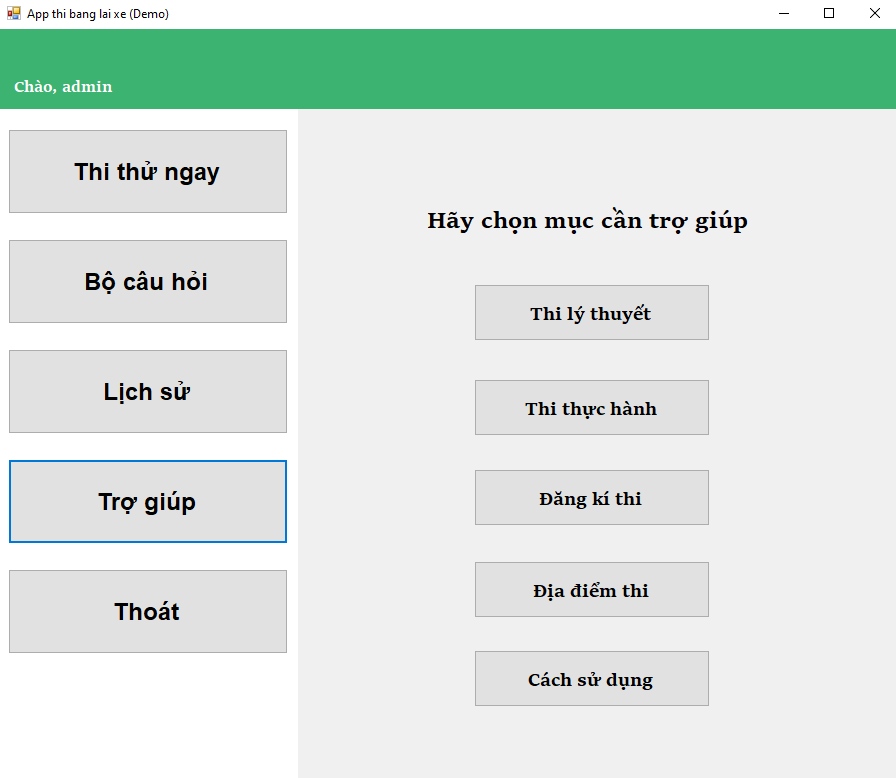 App thi bang lai xe (Demo)
Chào, admin
Thi thử ngay
Bộ câu hỏi
Lịch sử
Trợ giúp
Thoát
Hãy chọn mục cần trợ giúp
Thi lý thuyết
Thi thực hành
Đăng kí thi
Địa điểm thi
Cách sử dụng